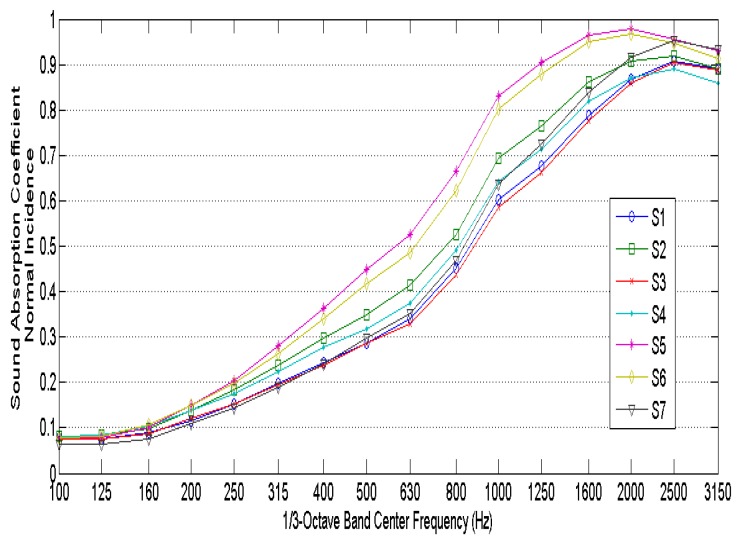 1
0.9
0.8
0.7
0.6
0.5
0.4
0.3
0.2
0.1
0
Sound Absorption Coefficient
Normal Incidence
S1
S2
S3
S4
S5
S6
S7
100 125 160 200 250 315 400 500 630 800 1000 1250 1600 2000 2500 3150
1/3-Octave Band Center Frequency (Hz)